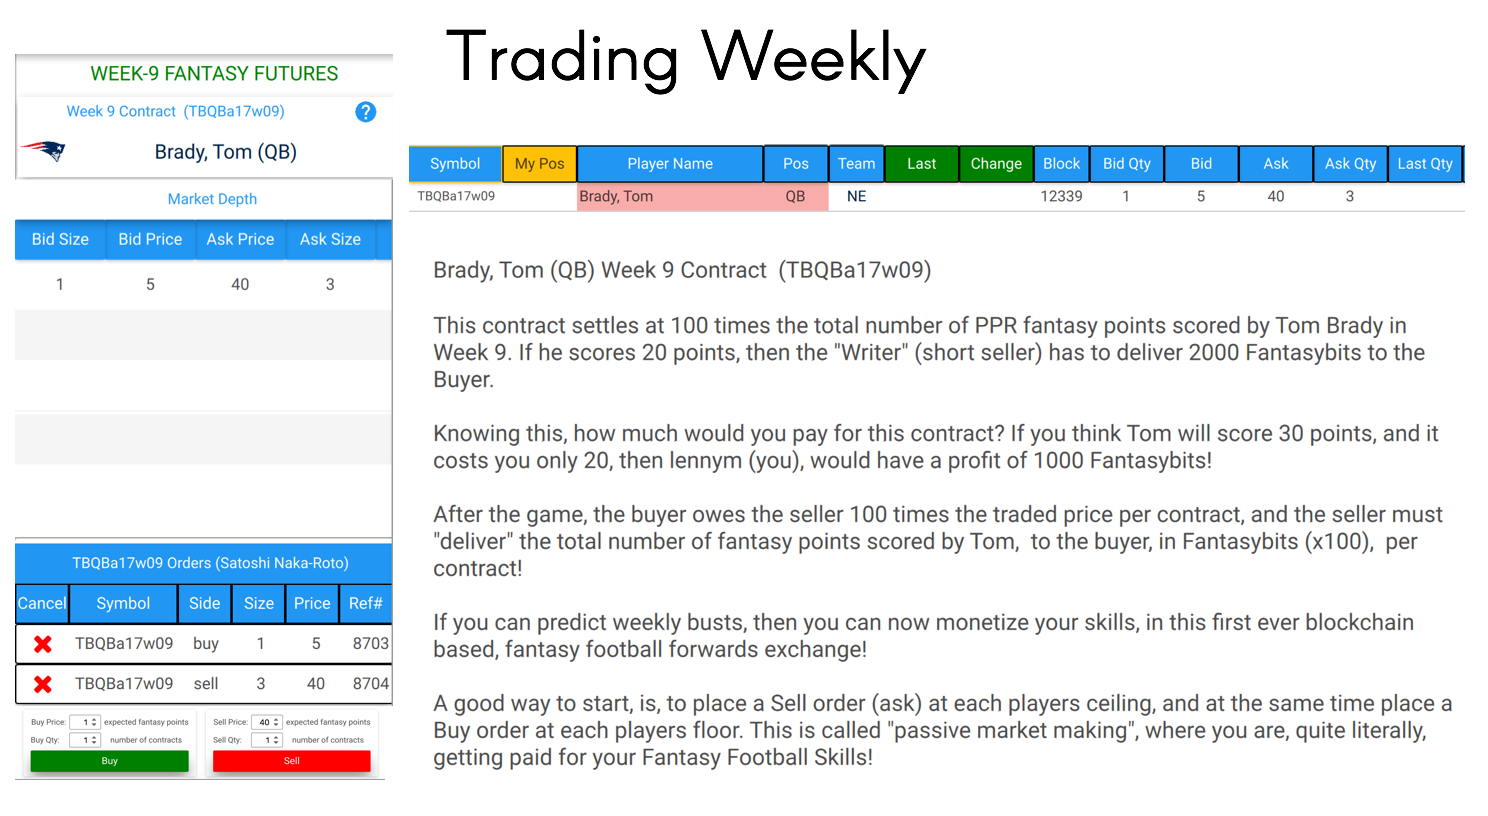 Trading Weekly
WEEK-9 FANTASY FUTURES
Week 9 Contract (TBQBa17w09) ?
Brady, Tom (QB)
Market Depth
Bid Size Bid Price Ask Price Ask Size
1 5 40 3
TBQBa17w09 Orders (Satoshi Naka-Roto)
Cancel Symbol Side Size Price Ref#
TBQBa17w09 buy 1 5 8703
TBQBa17w09 sell 3 40 8704
Buy Price: 1 expected fantasy points
Buy Qty: 1 number of contracts
Buy
Sell Price: 40 expected fantasy points
Sell Qty: 1 number of contracts
Sell
Symbol My Pos Player Name Pos Team Last Change Block Bid Qty Bid Ask Ask Qty Last Qty
TBQBa17w09 Brady, Tom QB NE 12339 1 5 40 3
Brady, Tom (QB) Week 9 Contract (TBQBa17w09)
This contract settles at 100 times the total number of PPR fantasy points scored by Tom Brady in
Week 9. If he scores 20 points, then the "Writer" (short seller) has to deliver 2000 Fantasybits to the
Buyer.
Knowing this, how much would you pay for this contract? If you think Tom will score 30 points, and it
costs you only 20, then lennym (you), would have a profit of 1000 Fantasybits!
After the game, the buyer owes the seller 100 times the traded price per contract, and the seller must
"deliver" the total number of fantasy points scored by Tom, to the buyer, in Fantasybits (x100), per
contract!
If you can predict weekly busts, then you can now monetize your skills, in this first ever blockchain
based, fantasy football forwards exchange!
A good way to start, is, to place a Sell order (ask) at each players ceiling, and at the same time place a
Buy order at each players floor. This is called "passive market making", where you are, quite literally,
getting paid for your Fantasy Football Skills!